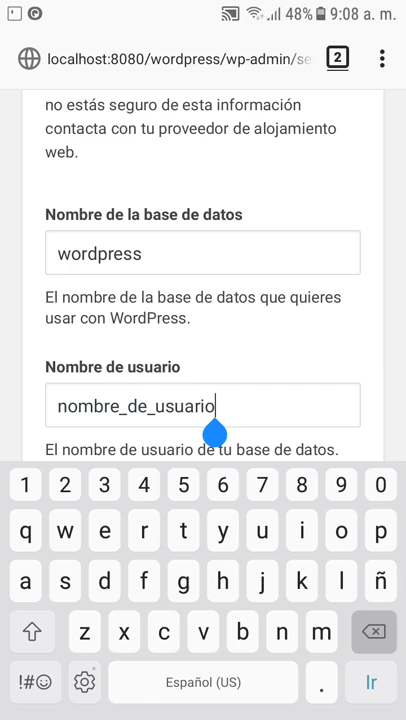 48% 9:08 a. m.
localhost:8080/wordpress/wp-admin/se
2
no estás seguro de esta información
contacta con tu proveedor de alojamiento
web.
Nombre de la base de datos
wordpress
El nombre de la base de datos que quieres
usar con WordPress.
Nombre de usuario
nombre_de_usuario
El nombre de usuario de tu base de datos.
1 2 3 4 5 6 7 8 9 0
q w e r t y u i o p
a s d f g h j k l ñ
z x c v b n m
!#☺ Español (US) . Ir